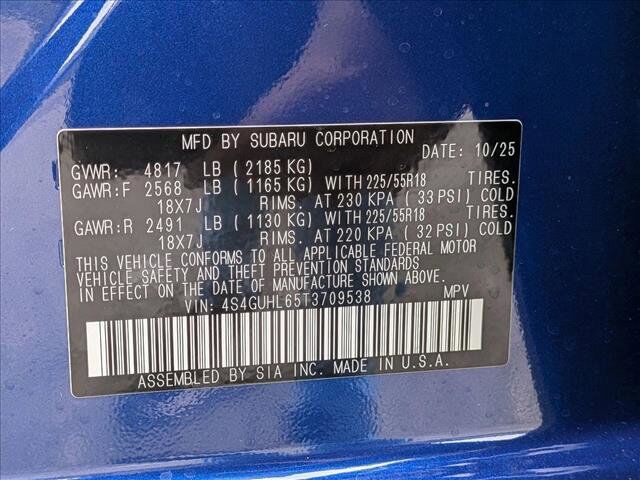 MFD BY SUBARU CORPORATION
DATE: 10/25
GVWR: 4817 LB ( 2185 KG)
GAWR:F 2568 LB ( 1165 KG) WITH 225/55R18 TIRES.
18X7J RIMS. AT 230 KPA ( 33 PSI) COLD
GAWR:R 2491 LB ( 1130 KG) WITH 225/55R18 TIRES.
18X7J RIMS. AT 220 KPA ( 32 PSI) COLD
THIS VEHICLE CONFORMS TO ALL APPLICABLE FEDERAL MOTOR
VEHICLE SAFETY AND THEFT PREVENTION STANDARDS
IN EFFECT ON THE DATE OF MANUFACTURE SHOWN ABOVE.
VIN: 4S4GUHL65T3709538 MPV
ASSEMBLED BY SIA INC. MADE IN U.S.A.